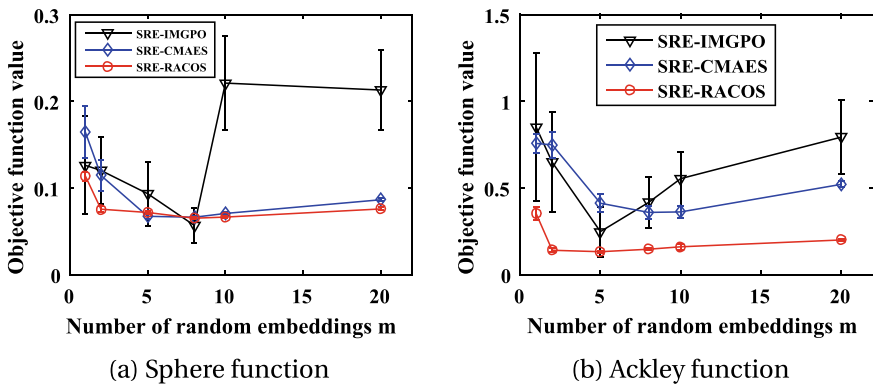 0.3
0.2
0.1
0
Objective function value
SRE-IMGPO
SRE-CMAES
SRE-RACOS
0 5 10 15 20
Number of random embeddings m
(a) Sphere function
1.5
1
0.5
0
Objective function value
SRE-IMGPO
SRE-CMAES
SRE-RACOS
0 5 10 15 20
Number of random embeddings m
(b) Ackley function